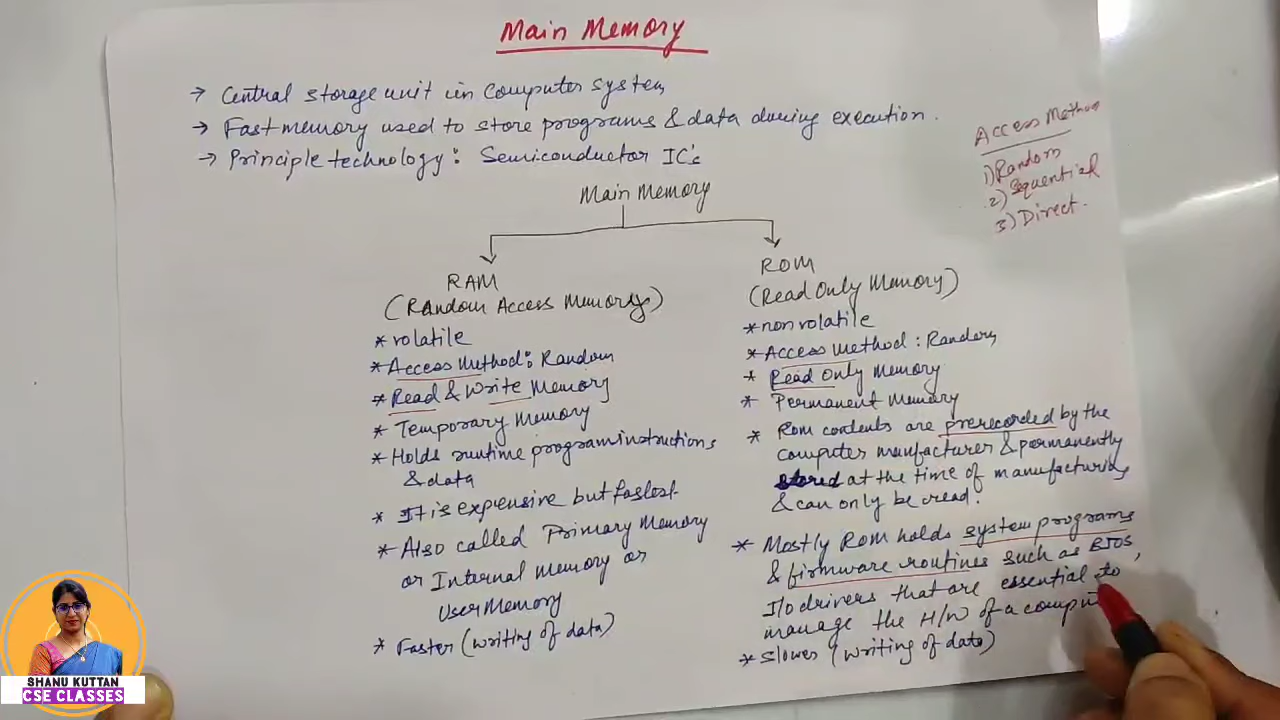 Main Memory
→ Central storage unit in Computer system
→ Fast memory used to store programs & data during execution.
→ Principle technology: Semiconductor IC's
Access Method
1) Random
2) Sequential
3) Direct.
Main Memory
RAM
(Random Access Memory)
* volatile
* Access Method: Random
* Read & Write Memory
* Temporary Memory
* Holds runtime program instructions
& data
* It is expensive but fastest
* Also called Primary Memory
or Internal memory or
User Memory
* Faster (writing of data)
ROM
(Read Only Memory)
* non volatile
* Access Method: Random
* Read Only Memory
* Permanent Memory
* Rom contents are prerecorded by the
computer manufacturer & permanently
stored at the time of manufacturing
& can only be read.
* Mostly ROM holds system programs
& firmware routines such as BIOS,
I/O drivers that are essential to
manage the H/W of a
* Slower (writing of data)
SHANU KUTTAN
CSE CLASSES